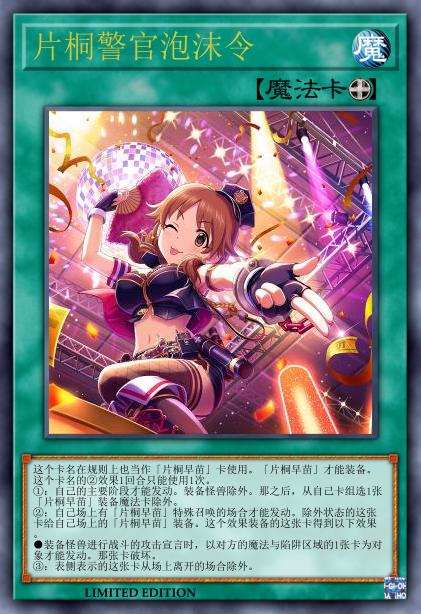 片桐警官泡沫令
魔
【魔法卡】
这个卡名在规则上也当作「片桐早苗」卡使用。「片桐早苗」才能装备。
这个卡名的②效果1回合只能使用1次。
①：自己的主要阶段才能发动。装备怪兽除外。那之后，从自己卡组选1张
「片桐早苗」装备魔法卡除外。
②：自己场上有「片桐早苗」特殊召唤的场合才能发动。除外状态的这张
卡给自己场上的「片桐早苗」装备。这个效果装备的这张卡得到以下效果
。
●装备怪兽进行战斗的攻击宣言时，以对方的魔法与陷阱区域的1张卡为对
象才能发动。那张卡破坏。
③：表侧表示的这张卡从场上离开的场合除外。
LIMITED EDITION